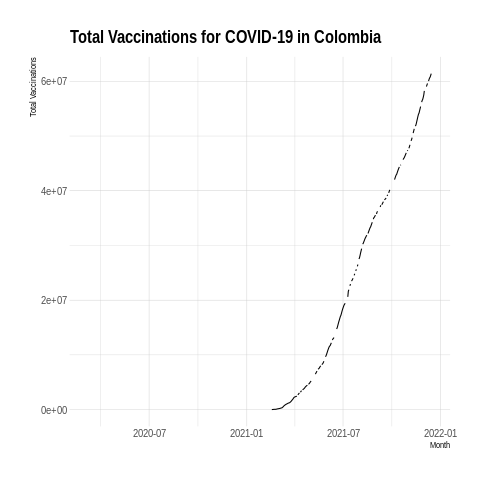 Total Vaccinations for COVID-19 in Colombia
Total Vaccinations
6e+07
4e+07
2e+07
0e+00
2020-07 2021-01 2021-07 2022-01
Month